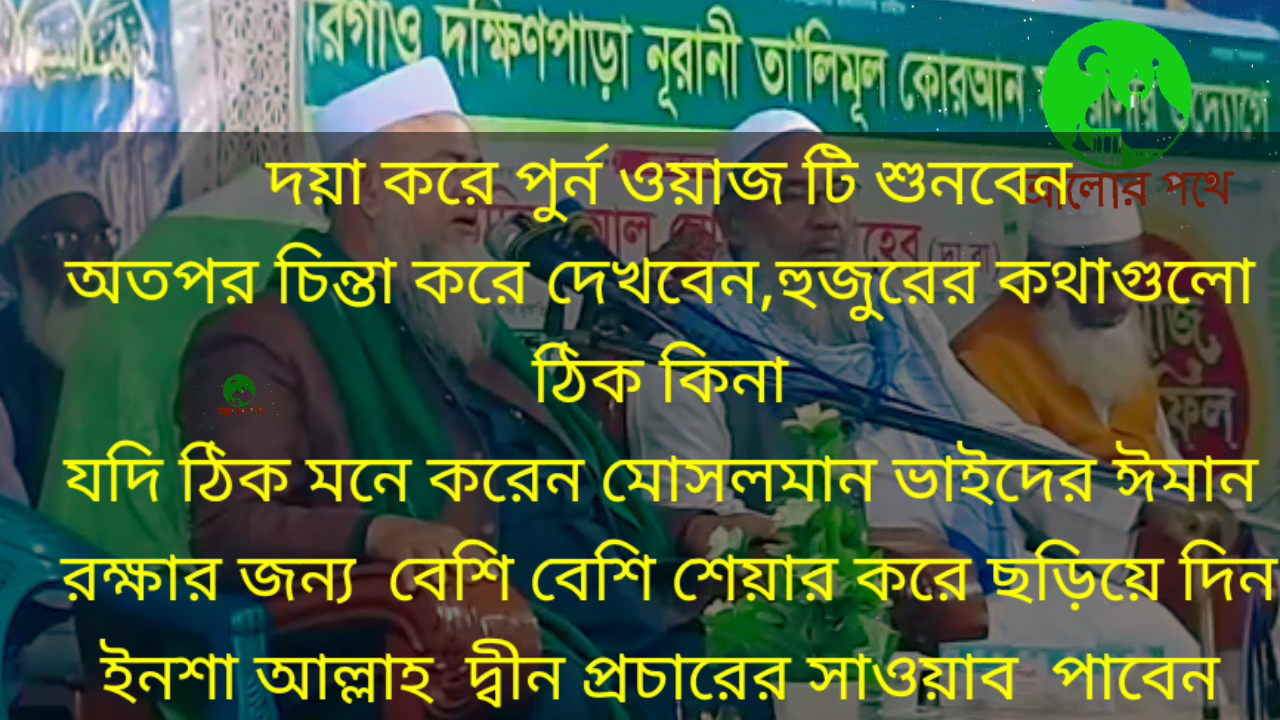 দক্ষিণপাড়া নূরানী তা'লিমূল কোরআন
আলোর পথে
দয়া করে পুর্ন ওয়াজ টি শুনবেন
অতপর চিন্তা করে দেখবেন,হুজুরের কথাগুলো
ঠিক কিনা
যদি ঠিক মনে করেন মোসলমান ভাইদের ঈমান
রক্ষার জন্য বেশি বেশি শেয়ার করে ছড়িয়ে দিন
ইনশা আল্লাহ দ্বীন প্রচারের সাওয়াব পাবেন